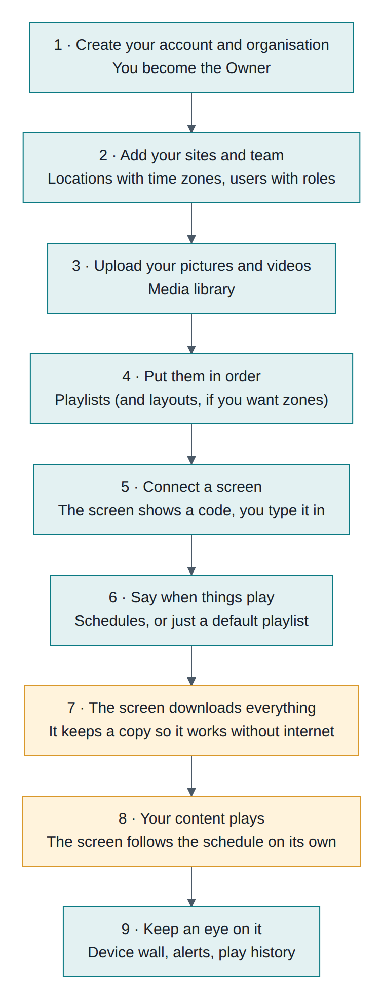 1 · Create your account and organisation
You become the Owner
2 · Add your sites and team
Locations with time zones, users with roles
3 · Upload your pictures and videos
Media library
4 · Put them in order
Playlists (and layouts, if you want zones)
5 · Connect a screen
The screen shows a code, you type it in
6 · Say when things play
Schedules, or just a default playlist
7 · The screen downloads everything
It keeps a copy so it works without internet
8 · Your content plays
The screen follows the schedule on its own
9 · Keep an eye on it
Device wall, alerts, play history